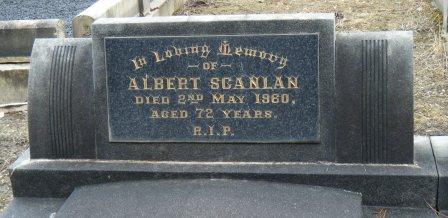 In Loving Memory
OF
ALBERT SCANLAN
DIED 2ND MAY 1960,
AGED 72 YEARS.
R.I.P.